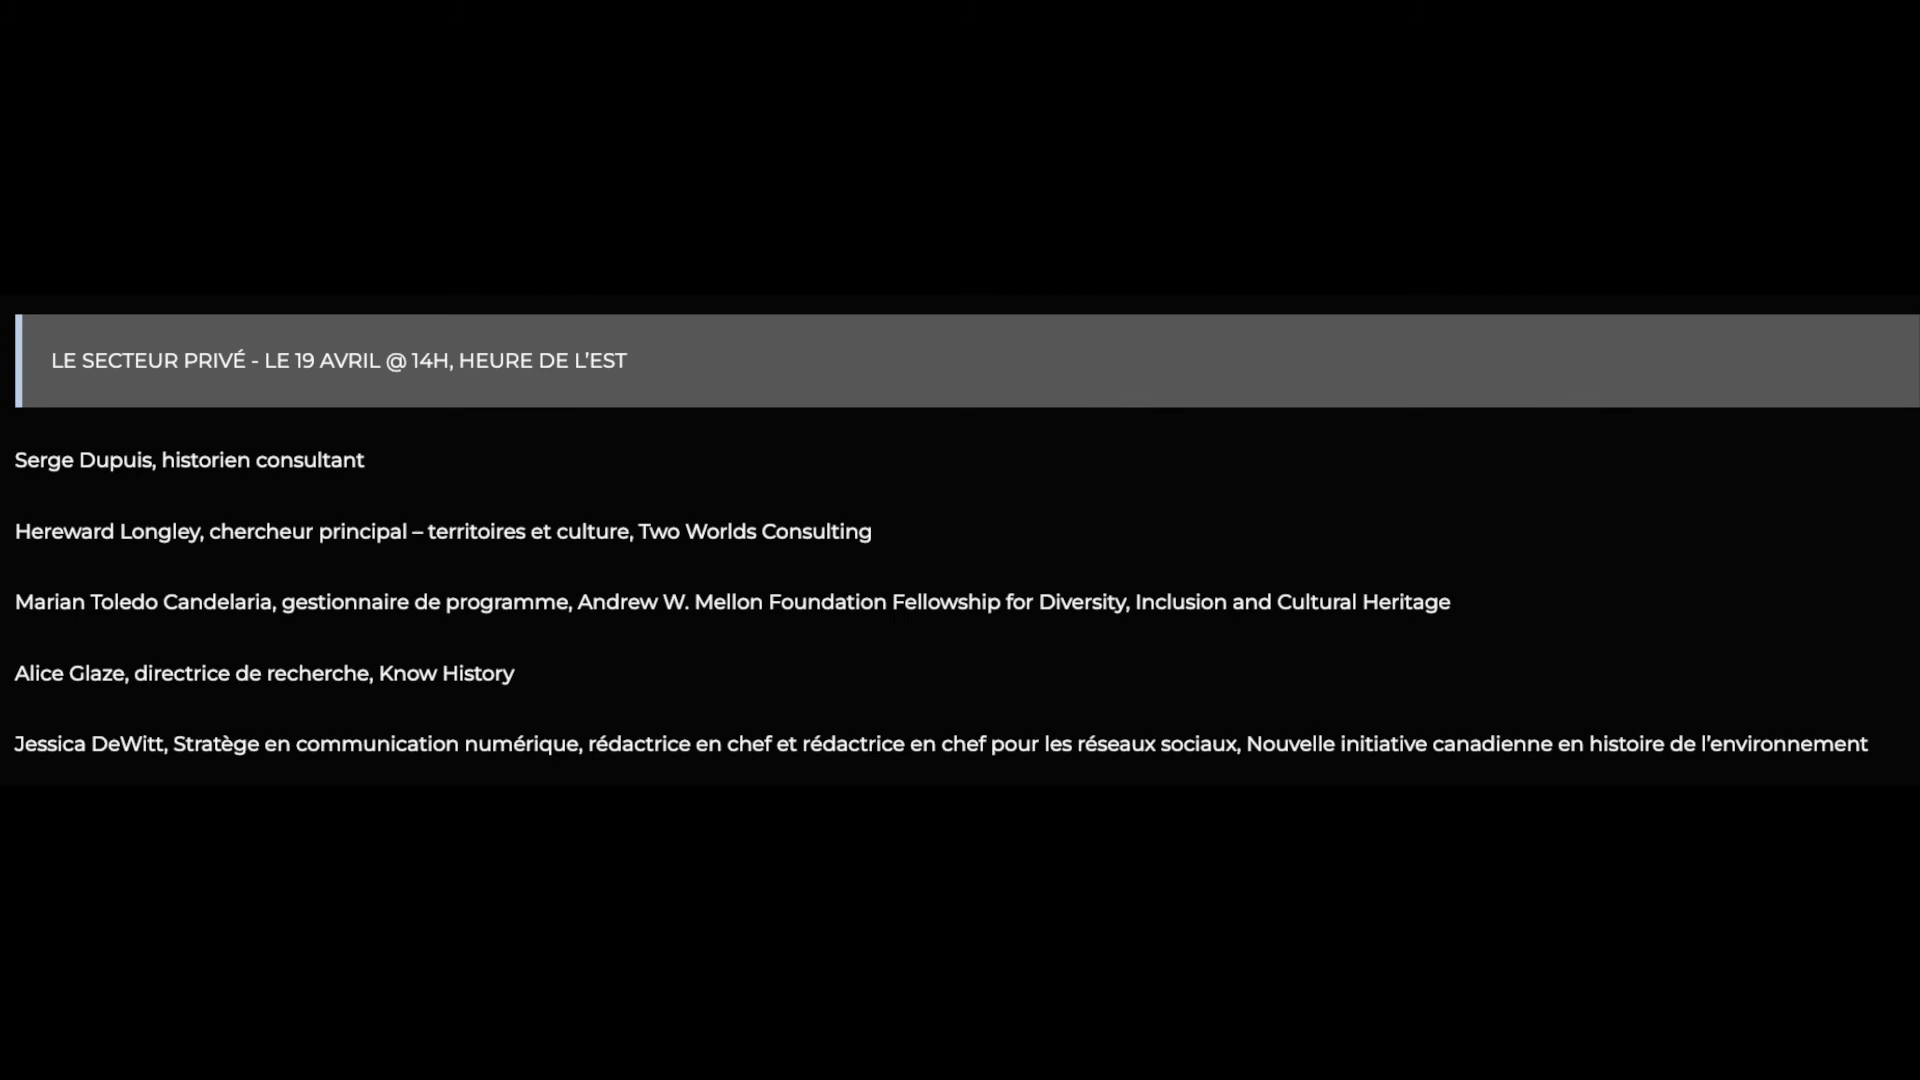 LE SECTEUR PRIVÉ - LE 19 AVRIL @ 14H, HEURE DE L’EST
Serge Dupuis, historien consultant
Hereward Longley, chercheur principal – territoires et culture, Two Worlds Consulting
Marian Toledo Candelaria, gestionnaire de programme, Andrew W. Mellon Foundation Fellowship for Diversity, Inclusion and Cultural Heritage
Alice Glaze, directrice de recherche, Know History
Jessica DeWitt, Stratège en communication numérique, rédactrice en chef et rédactrice en chef pour les réseaux sociaux, Nouvelle initiative canadienne en histoire de l’environnement